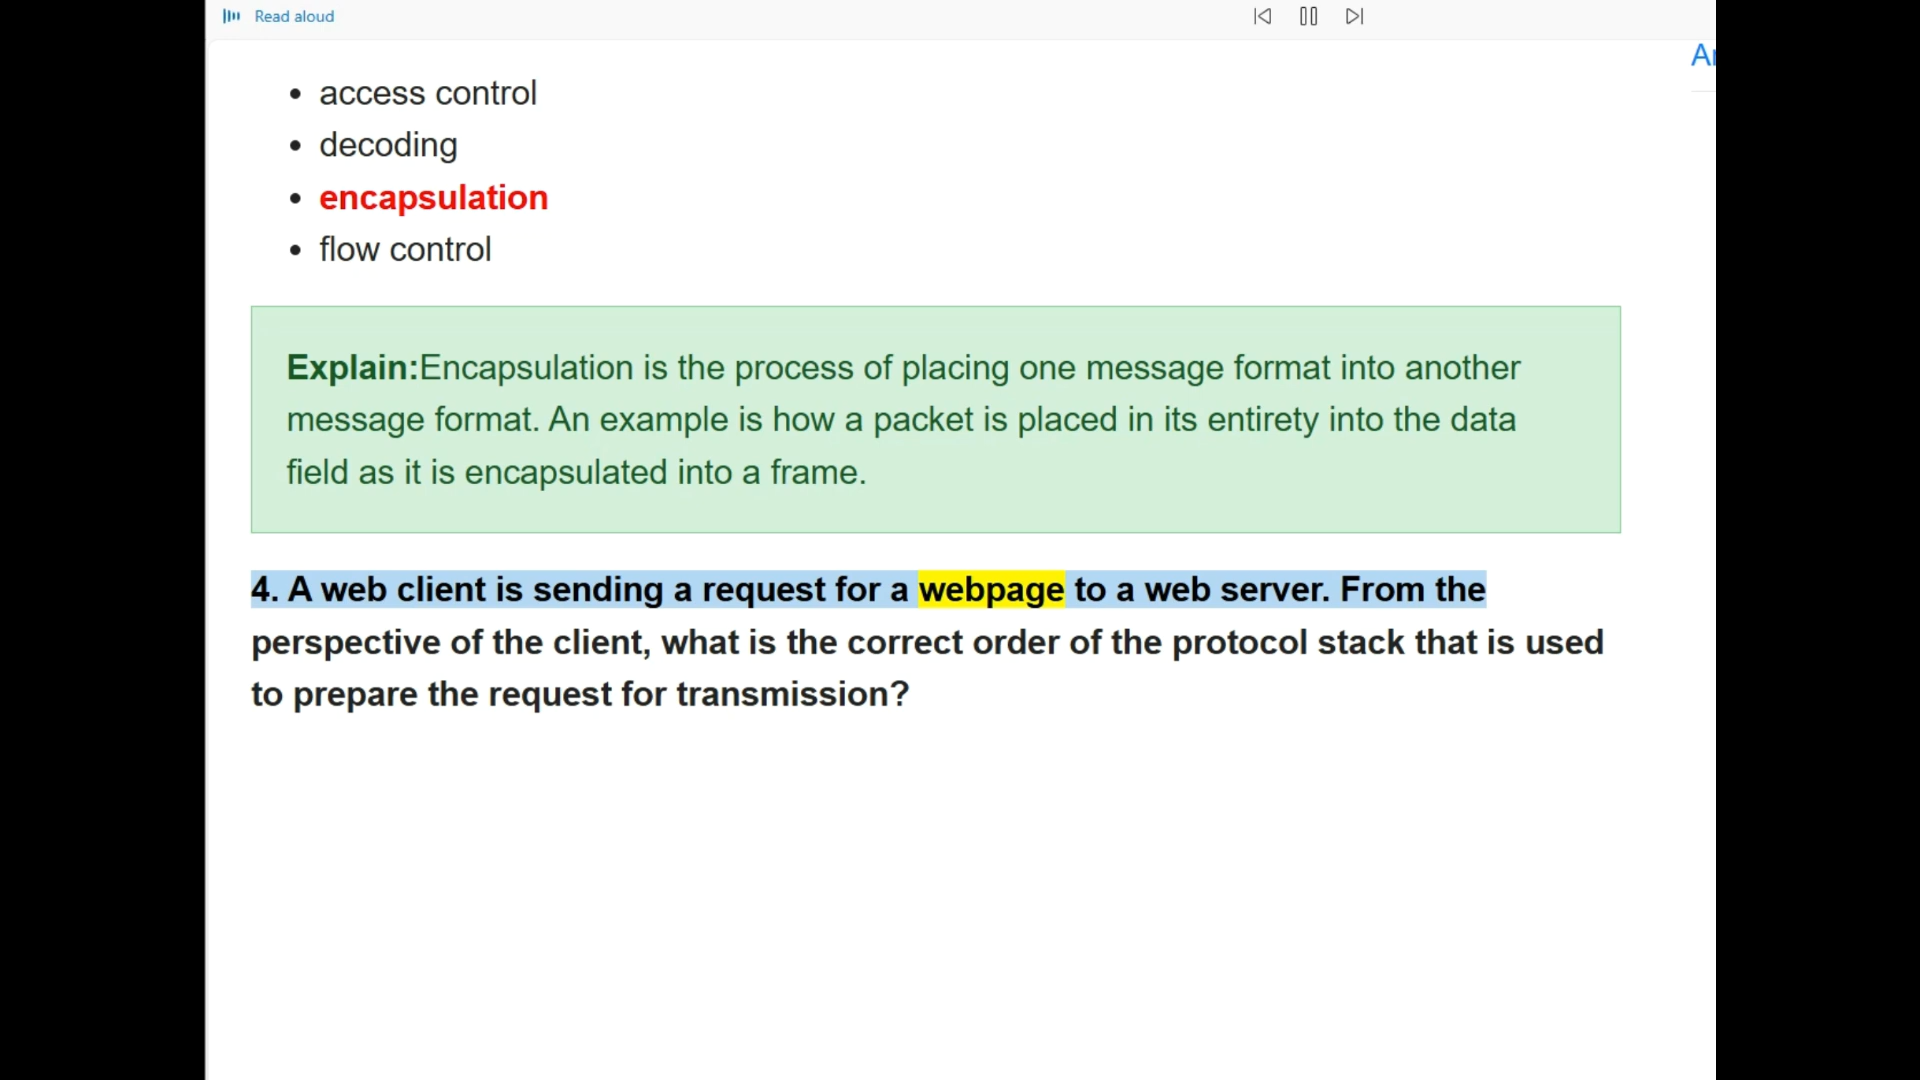 Read aloud
access control
decoding
encapsulation
flow control
Explain:Encapsulation is the process of placing one message format into another
message format. An example is how a packet is placed in its entirety into the data
field as it is encapsulated into a frame.
4. A web client is sending a request for a webpage to a web server. From the
perspective of the client, what is the correct order of the protocol stack that is used
to prepare the request for transmission?